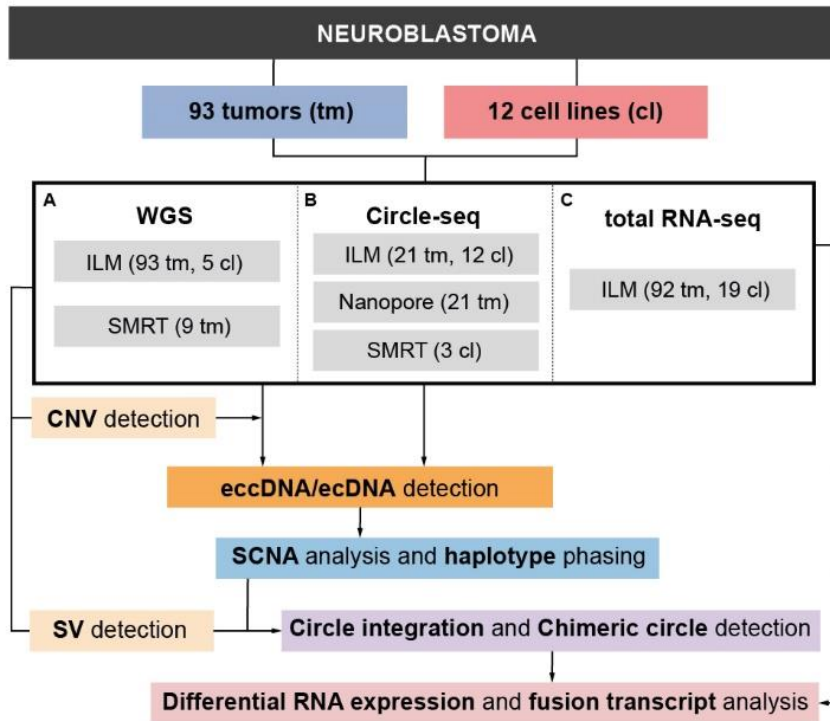 NEUROBLASTOMA
93 tumors (tm)
12 cell lines (cl)
A
WGS
ILM (93 tm, 5 cl)
SMRT (9 tm)
B
Circle-seq
ILM (21 tm, 12 cl)
Nanopore (21 tm)
SMRT (3 cl)
C
total RNA-seq
ILM (92 tm, 19 cl)
CNV detection
eccDNA/ecDNA detection
SCNA analysis and haplotype phasing
SV detection
Circle integration and Chimeric circle detection
Differential RNA expression and fusion transcript analysis